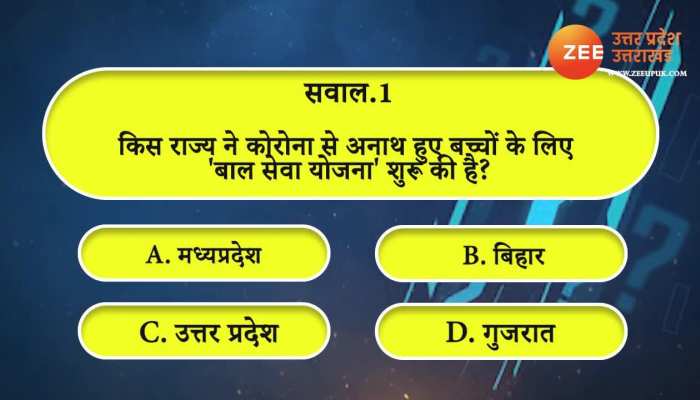 ZEE
उत्तर प्रदेश
उत्तराखंड
WWW.ZEEUPUK.COM
सवाल.1
किस राज्य ने कोरोना से अनाथ हुए बच्चों के लिए
'बाल सेवा योजना' शुरू की है?
A. मध्यप्रदेश
B. बिहार
C. उत्तर प्रदेश
D. गुजरात